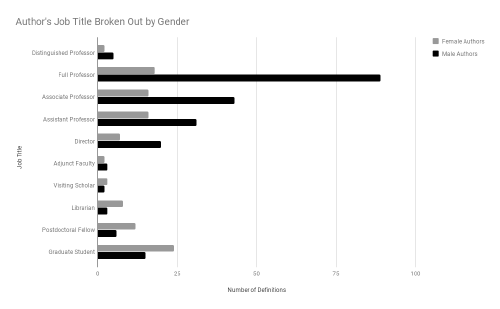 Author's Job Title Broken Out by Gender
Female Authors
Male Authors
Distinguished Professor
Full Professor
Associate Professor
Assistant Professor
Director
Adjunct Faculty
Visiting Scholar
Librarian
Postdoctoral Fellow
Graduate Student
Job Title
0 25 50 75 100
Number of Definitions